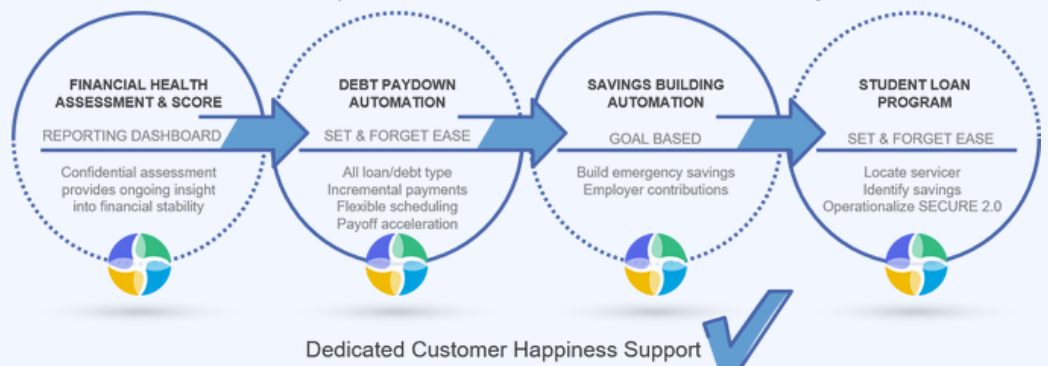 FINANCIAL HEALTH
ASSESSMENT & SCORE
REPORTING DASHBOARD
Confidential assessment
provides ongoing insight
into financial stability
DEBT PAYDOWN
AUTOMATION
SET & FORGET EASE
All loan/debt type
Incremental payments
Flexible scheduling
Payoff acceleration
SAVINGS BUILDING
AUTOMATION
GOAL BASED
Build emergency savings
Employer contributions
STUDENT LOAN
PROGRAM
SET & FORGET EASE
Locate servicer
Identify savings
Operationalize SECURE 2.0
Dedicated Customer Happiness Support